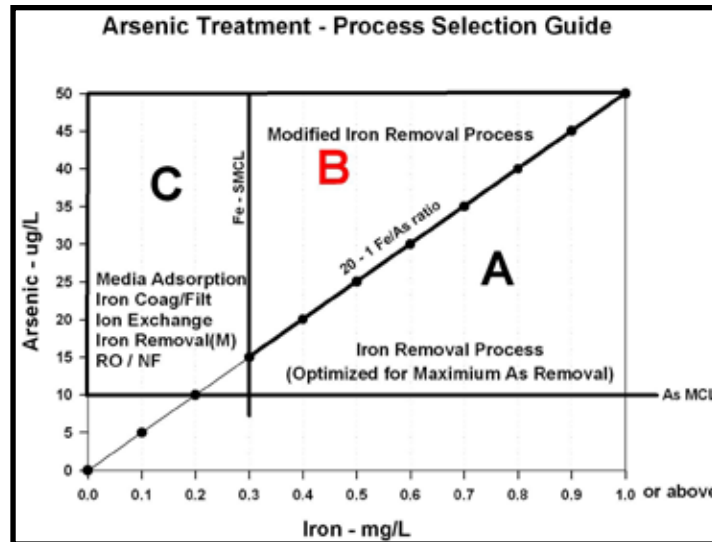 Arsenic Treatment - Process Selection Guide
Arsenic - ug/L
50
45
40
35
30
25
20
15
10
5
0
C
Media Adsorption
Iron Coag/Filt
Ion Exchange
Iron Removal(M)
RO / NF
Fe - SMCL
Modified Iron Removal Process
B
20 - 1 Fe/As ratio
A
Iron Removal Process
(Optimized for Maximium As Removal)
As MCL
0.0 0.1 0.2 0.3 0.4 0.5 0.6 0.7 0.8 0.9 1.0 or above
Iron - mg/L